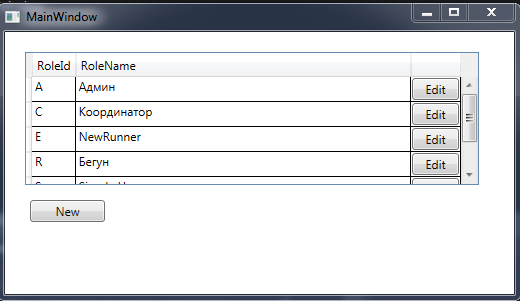 MainWindow
RoleId RoleName
A Админ Edit
C Координатор Edit
E NewRunner Edit
R Бегун Edit
New